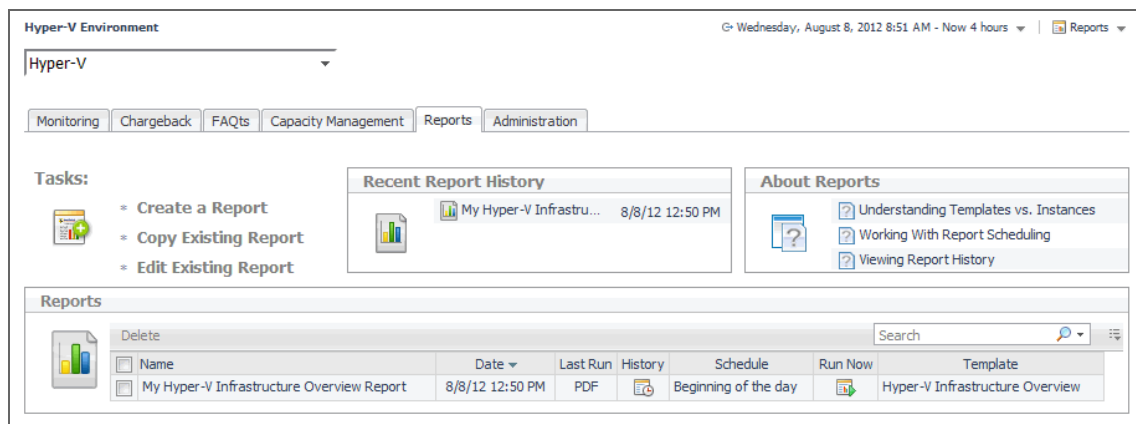 Hyper-V Environment
Wednesday, August 8, 2012 8:51 AM - Now 4 hours
Reports
Hyper-V
Monitoring
Chargeback
FAQts
Capacity Management
Reports
Administration
Tasks:
* Create a Report
* Copy Existing Report
* Edit Existing Report
Recent Report History
My Hyper-V Infrastru... 8/8/12 12:50 PM
About Reports
Understanding Templates vs. Instances
Working With Report Scheduling
Viewing Report History
Reports
Delete
Search
Name Date Last Run History Schedule Run Now Template
My Hyper-V Infrastructure Overview Report 8/8/12 12:50 PM PDF Beginning of the day Hyper-V Infrastructure Overview